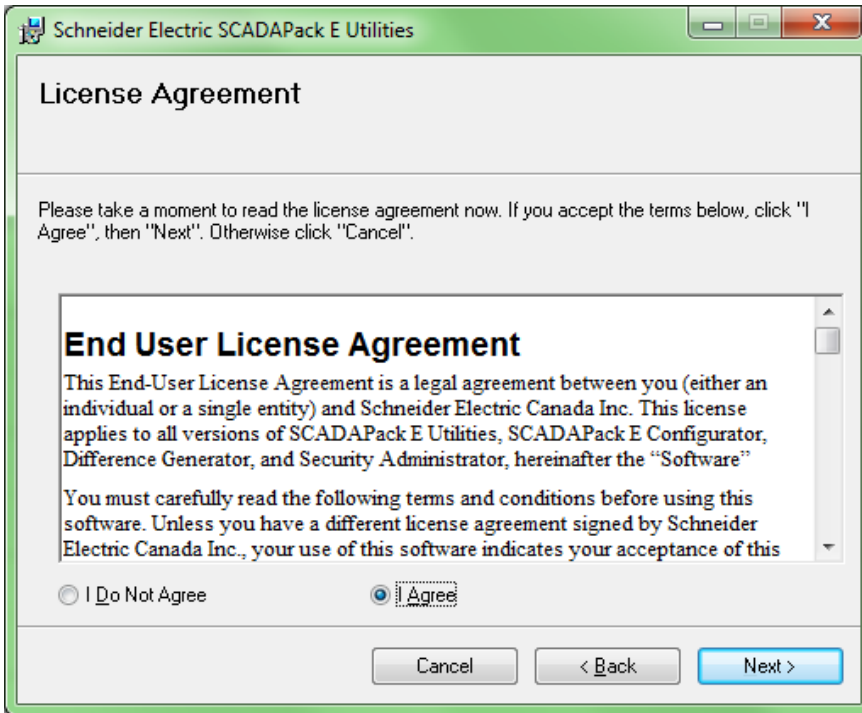 Schneider Electric SCADAPack E Utilities
License Agreement
Please take a moment to read the license agreement now. If you accept the terms below, click "I
Agree", then "Next". Otherwise click "Cancel".
End User License Agreement
This End-User License Agreement is a legal agreement between you (either an
individual or a single entity) and Schneider Electric Canada Inc. This license
applies to all versions of SCADAPack E Utilities, SCADAPack E Configurator,
Difference Generator, and Security Administrator, hereinafter the “Software”
You must carefully read the following terms and conditions before using this
software. Unless you have a different license agreement signed by Schneider
Electric Canada Inc., your use of this software indicates your acceptance of this
I Do Not Agree
I Agree
Cancel
< Back
Next >